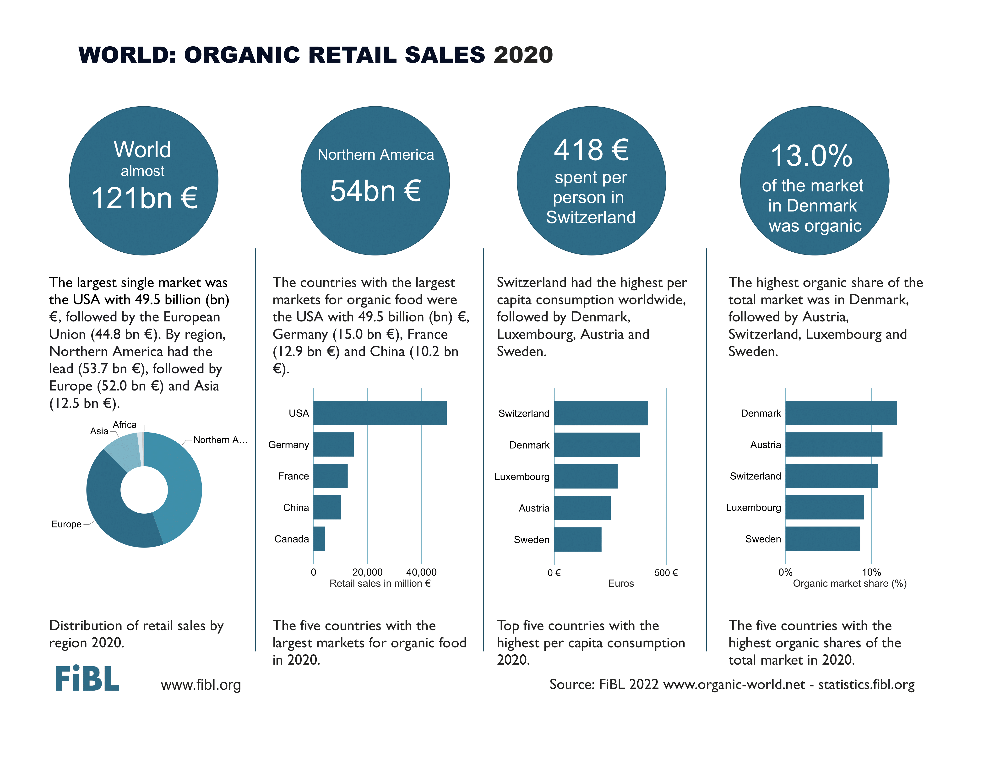 WORLD: ORGANIC RETAIL SALES 2020
World
almost
121bn €
The largest single market was
the USA with 49.5 billion (bn)
€, followed by the European
Union (44.8 bn €). By region,
Northern America had the
lead (53.7 bn €), followed by
Europe (52.0 bn €) and Asia
(12.5 bn €).
Africa
Asia
Northern A…
Europe
Distribution of retail sales by
region 2020.
Northern America
54bn €
The countries with the largest
markets for organic food were
the USA with 49.5 billion (bn) €,
Germany (15.0 bn €), France
(12.9 bn €) and China (10.2 bn
€).
USA
Germany
France
China
Canada
0 20,000 40,000
Retail sales in million €
The five countries with the
largest markets for organic food
in 2020.
418 €
spent per
person in
Switzerland
Switzerland had the highest per
capita consumption worldwide,
followed by Denmark,
Luxembourg, Austria and
Sweden.
Switzerland
Denmark
Luxembourg
Austria
Sweden
0 € 500 €
Euros
Top five countries with the
highest per capita consumption
2020.
13.0%
of the market
in Denmark
was organic
The highest organic share of the
total market was in Denmark,
followed by Austria,
Switzerland, Luxembourg and
Sweden.
Denmark
Austria
Switzerland
Luxembourg
Sweden
0% 10%
Organic market share (%)
The five countries with the
highest organic shares of the
total market in 2020.
FiBL
www.fibl.org
Source: FiBL 2022 www.organic-world.net - statistics.fibl.org